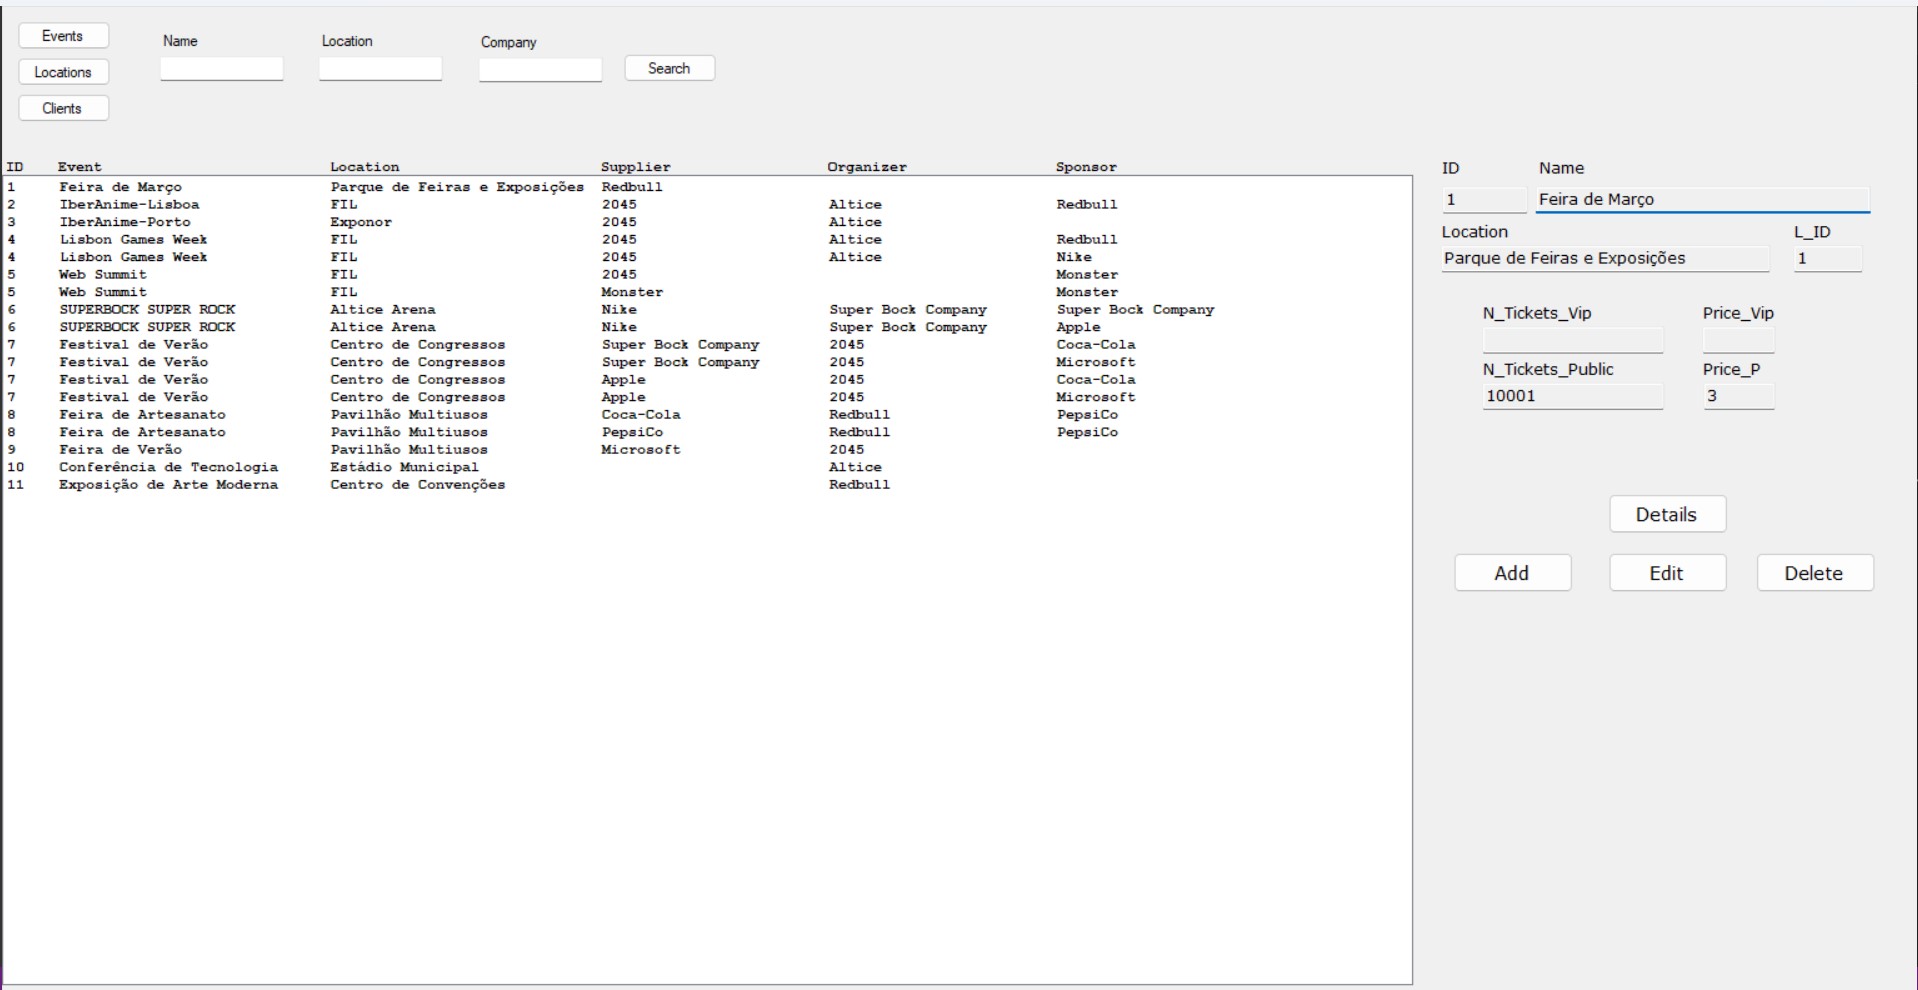 Events
Name Location Company
Locations
Search
Clients
ID Event Location Supplier Organizer Sponsor
1 Feira de Março Parque de Feiras e Exposições Redbull
2 IberAnime-Lisboa FIL 2045 Altice Redbull
3 IberAnime-Porto Exponor 2045 Altice
4 Lisbon Games Week FIL 2045 Altice Redbull
4 Lisbon Games Week FIL 2045 Altice Nike
5 Web Summit FIL 2045 Monster
5 Web Summit FIL Monster Monster
6 SUPERBOCK SUPER ROCK Altice Arena Nike Super Bock Company Super Bock Company
6 SUPERBOCK SUPER ROCK Altice Arena Nike Super Bock Company Apple
7 Festival de Verão Centro de Congressos Super Bock Company 2045 Coca-Cola
7 Festival de Verão Centro de Congressos Super Bock Company 2045 Microsoft
7 Festival de Verão Centro de Congressos Apple 2045 Coca-Cola
7 Festival de Verão Centro de Congressos Apple 2045 Microsoft
8 Feira de Artesanato Pavilhão Multiusos Coca-Cola Redbull PepsiCo
8 Feira de Artesanato Pavilhão Multiusos PepsiCo Redbull PepsiCo
9 Feira de Verão Pavilhão Multiusos Microsoft 2045
10 Conferência de Tecnologia Estádio Municipal Altice
11 Exposição de Arte Moderna Centro de Convenções Redbull
ID Name
1 Feira de Março
Location L_ID
Parque de Feiras e Exposições 1
N_Tickets_Vip Price_Vip
N_Tickets_Public Price_P
10001 3
Details
Add Edit Delete